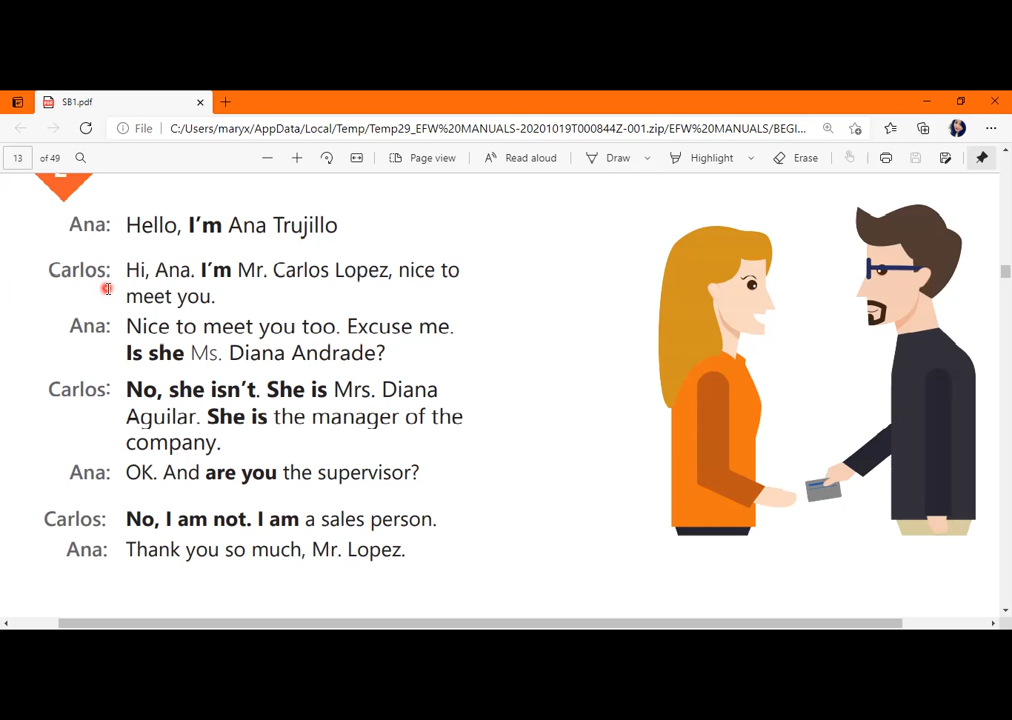 SB1.pdf
File C:/Users/maryx/AppData/Local/Temp/Temp29_EFW%20MANUALS-20201019T000844Z-001.zip/EFW%20MANUALS/BEGI...
13 of 49 Page view Read aloud Draw Highlight Erase
Ana: Hello, I'm Ana Trujillo
Carlos: Hi, Ana. I'm Mr. Carlos Lopez, nice to
meet you.
Ana: Nice to meet you too. Excuse me.
Is she Ms. Diana Andrade?
Carlos: No, she isn't. She is Mrs. Diana
Aguilar. She is the manager of the
company.
Ana: OK. And are you the supervisor?
Carlos: No, I am not. I am a sales person.
Ana: Thank you so much, Mr. Lopez.